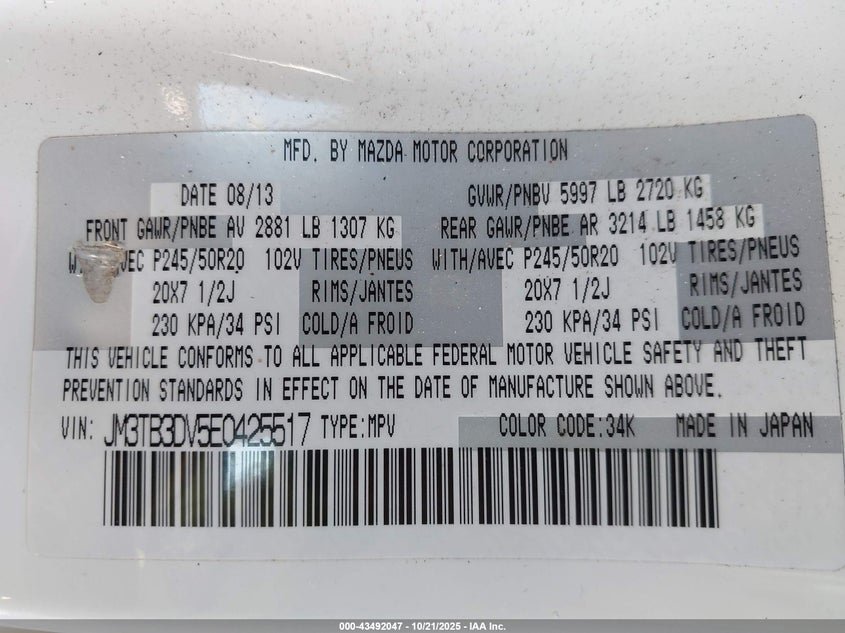 MFD. BY MAZDA MOTOR CORPORATION
DATE 08/13 GVWR/PNBV 5997 LB 2720 KG
FRONT GAWR/PNBE AV 2881 LB 1307 KG REAR GAWR/PNBE AR 3214 LB 1458 KG
P245/50R20 102V TIRES/PNEUS WITH/AVEC P245/50R20 102V TIRES/PNEUS
20X7 1/2J RIMS/JANTES 20X7 1/2J RIMS/JANTES
230 KPA/34 PSI COLD/A FROID 230 KPA/34 PSI COLD/A FROID
THIS VEHICLE CONFORMS TO ALL APPLICABLE FEDERAL MOTOR VEHICLE SAFETY AND THEFT
PREVENTION STANDARDS IN EFFECT ON THE DATE OF MANUFACTURE SHOWN ABOVE.
VIN: JM3TB3DV5E0425517 TYPE:MPV COLOR CODE:34K MADE IN JAPAN
000-43492047 - 10/21/2025 - IAA Inc.